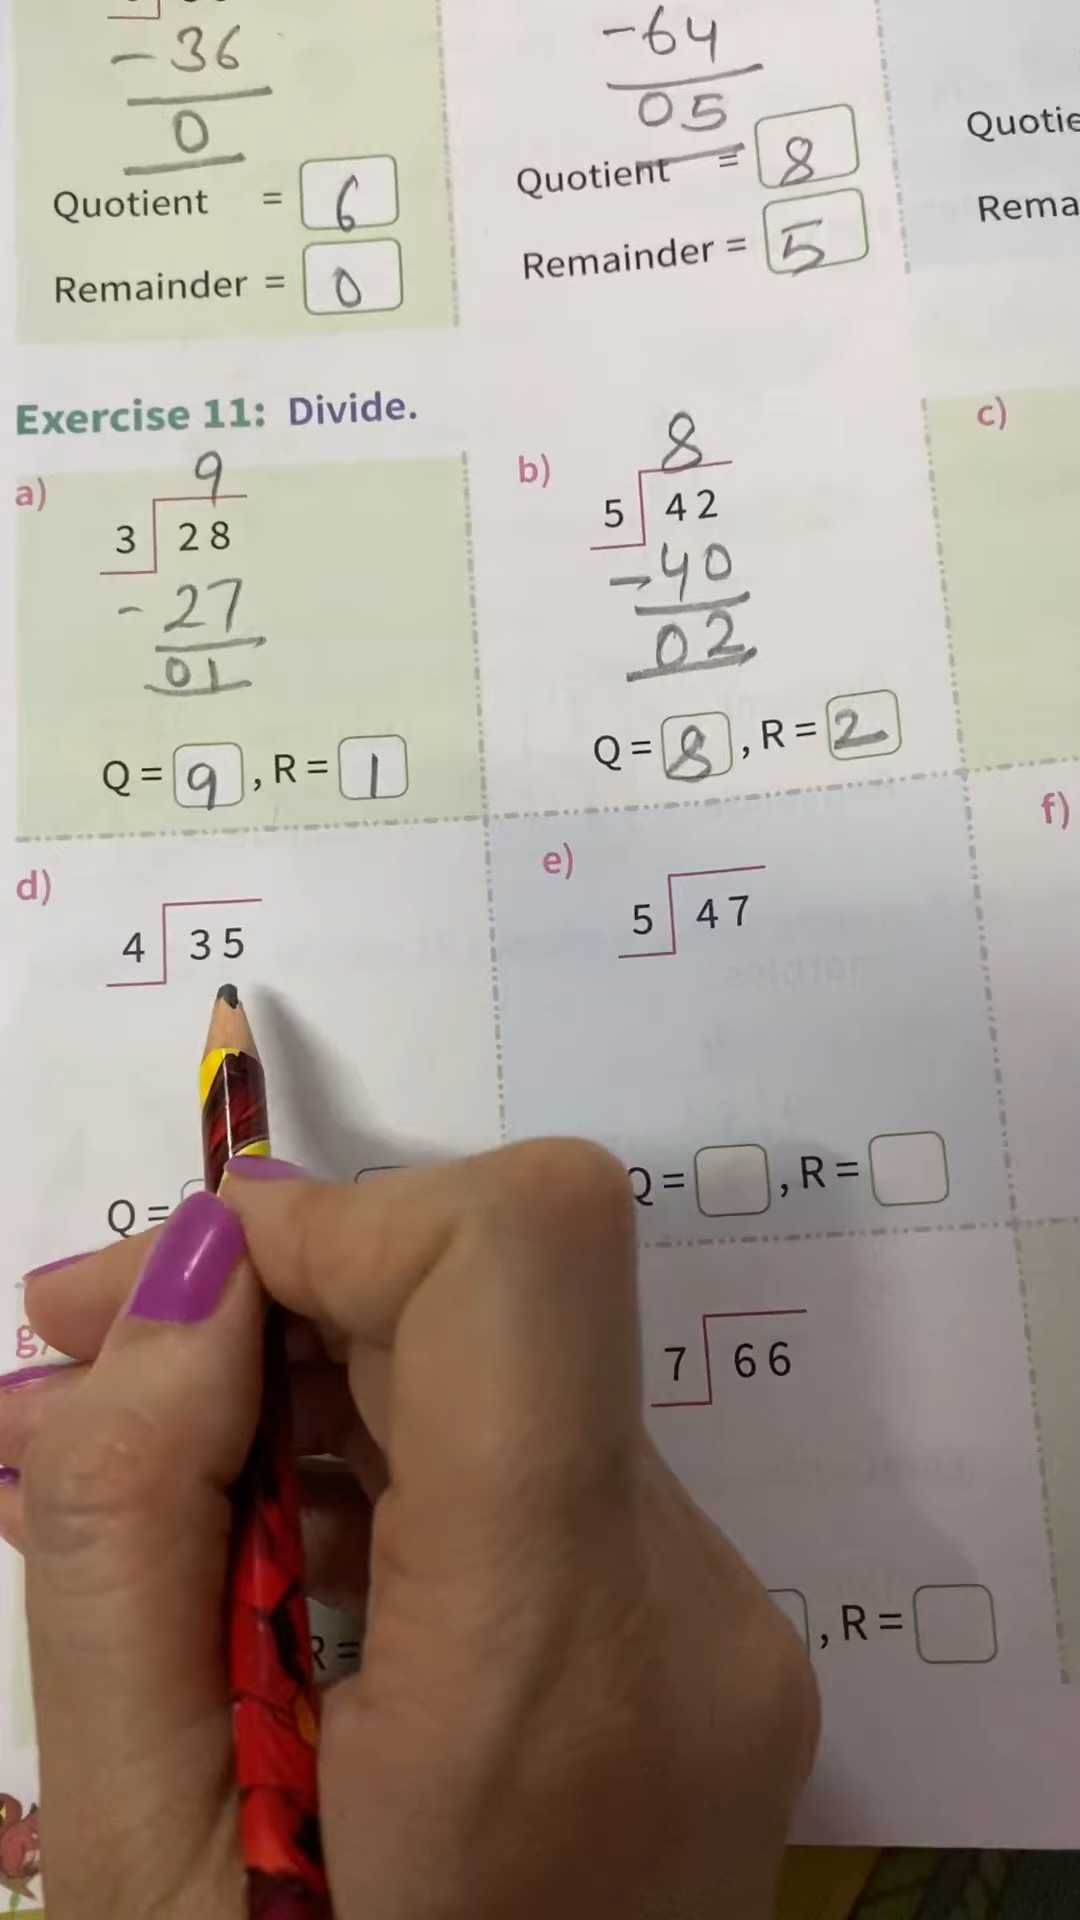 - 36
0
Quotient = 6
Remainder = 0
- 64
05
Quotient = 8
Remainder = 5
Quotie
Rema
Exercise 11: Divide.
a)
9
3 28
- 27
01
Q = 9 , R = 1
b)
8
5 42
- 40
02
Q = 8 , R = 2
c)
d)
4 35
Q =
e)
5 47
Q = , R =
f)
g)
R =
7 66
, R =